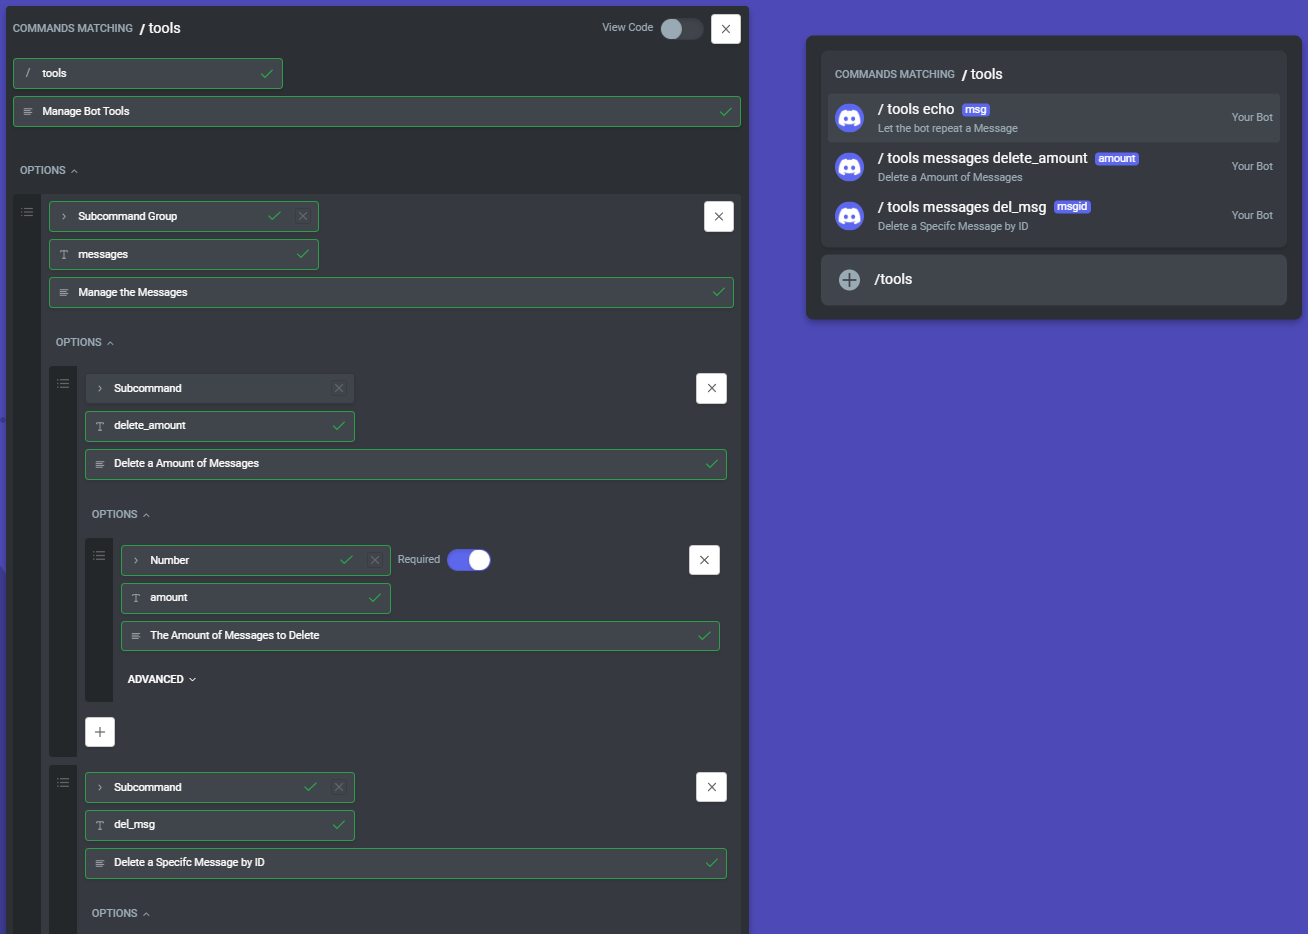 COMMANDS MATCHING / tools
View Code
/ tools
Manage Bot Tools
OPTIONS
Subcommand Group
messages
Manage the Messages
OPTIONS
Subcommand
delete_amount
Delete a Amount of Messages
OPTIONS
Number
Required
amount
The Amount of Messages to Delete
ADVANCED
Subcommand
del_msg
Delete a Specifc Message by ID
OPTIONS
COMMANDS MATCHING / tools
/ tools echo msg
Let the bot repeat a Message
Your Bot
/ tools messages delete_amount amount
Delete a Amount of Messages
Your Bot
/ tools messages del_msg msgid
Delete a Specifc Message by ID
Your Bot
/tools